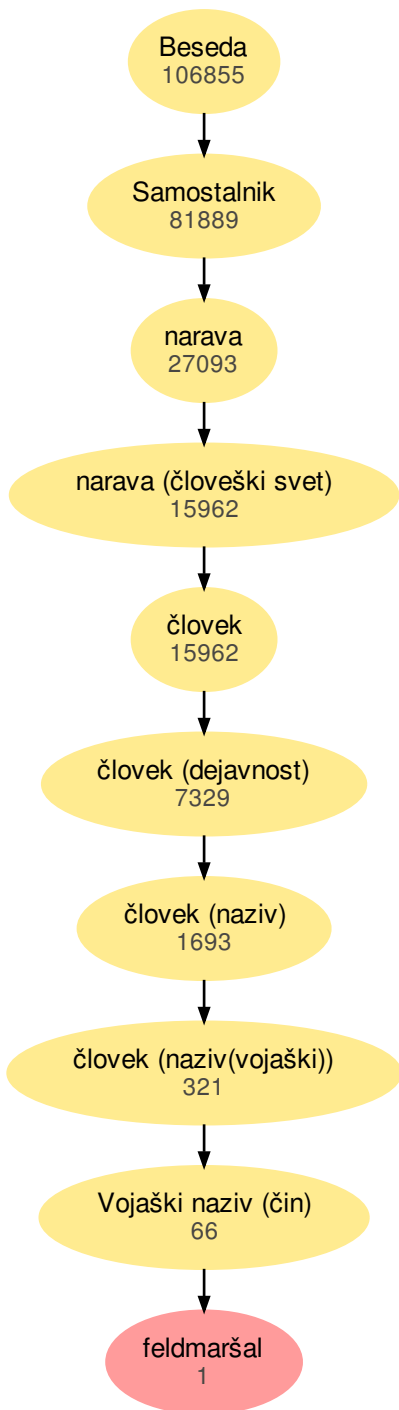 Beseda
106855
Samostalnik
81889
narava
27093
narava (človeški svet)
15962
človek
15962
človek (dejavnost)
7329
človek (naziv)
1693
človek (naziv(vojaški))
321
Vojaški naziv (čin)
66
feldmaršal
1